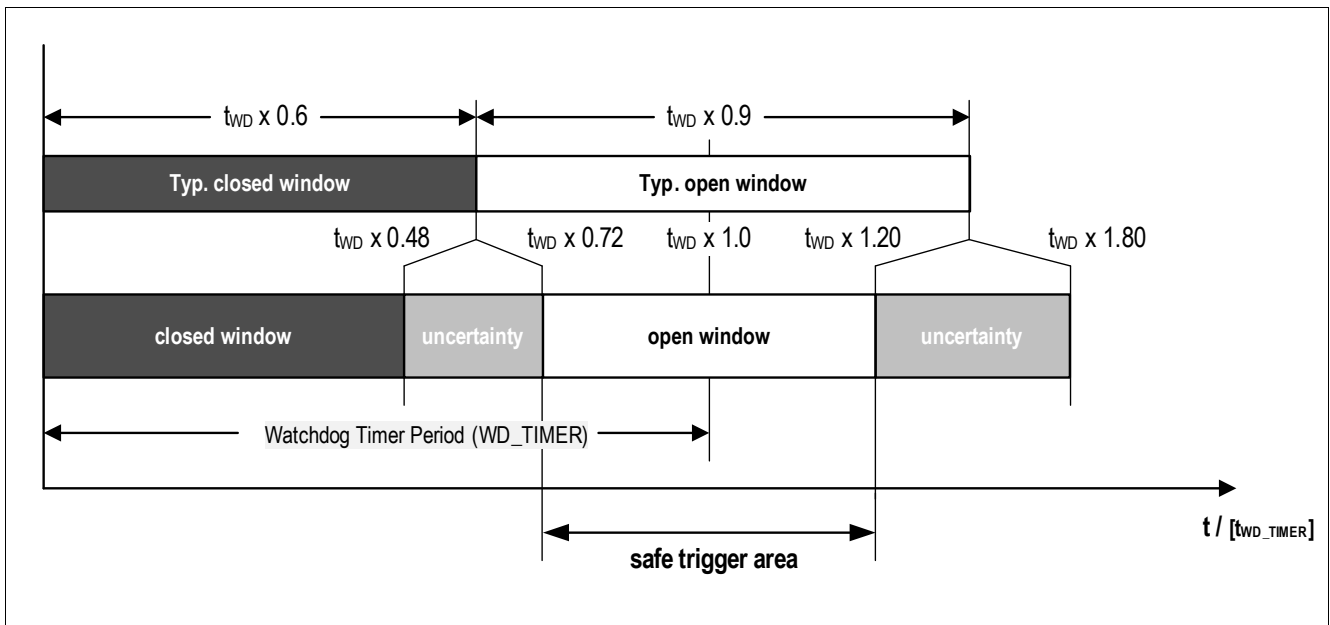 tWD x 0.6
tWD x 0.9
Typ. closed window
Typ. open window
tWD x 0.48
tWD x 0.72
tWD x 1.0
tWD x 1.20
tWD x 1.80
closed window
uncertainty
open window
uncertainty
Watchdog Timer Period (WD_TIMER)
t / [tWD_TIMER]
safe trigger area